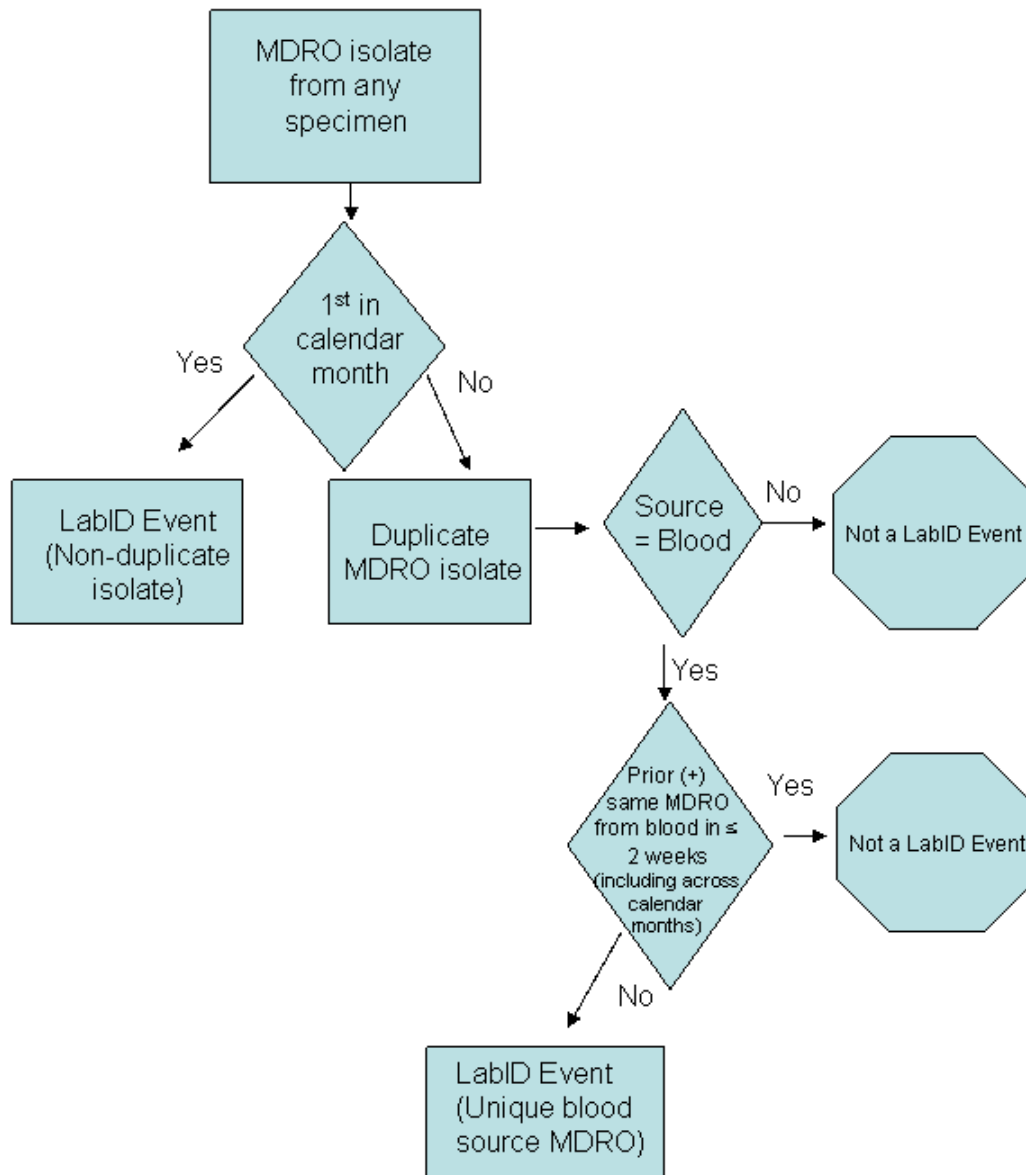 MDRO isolate
from any
specimen
1st in
calendar
month
Yes
No
LabID Event
(Non-duplicate
isolate)
Duplicate
MDRO isolate
Source
= Blood
No
Not a LabID Event
Yes
Prior (+)
same MDRO
from blood in ≤
2 weeks
(including across
calendar
months)
Yes
Not a LabID Event
No
LabID Event
(Unique blood
source MDRO)